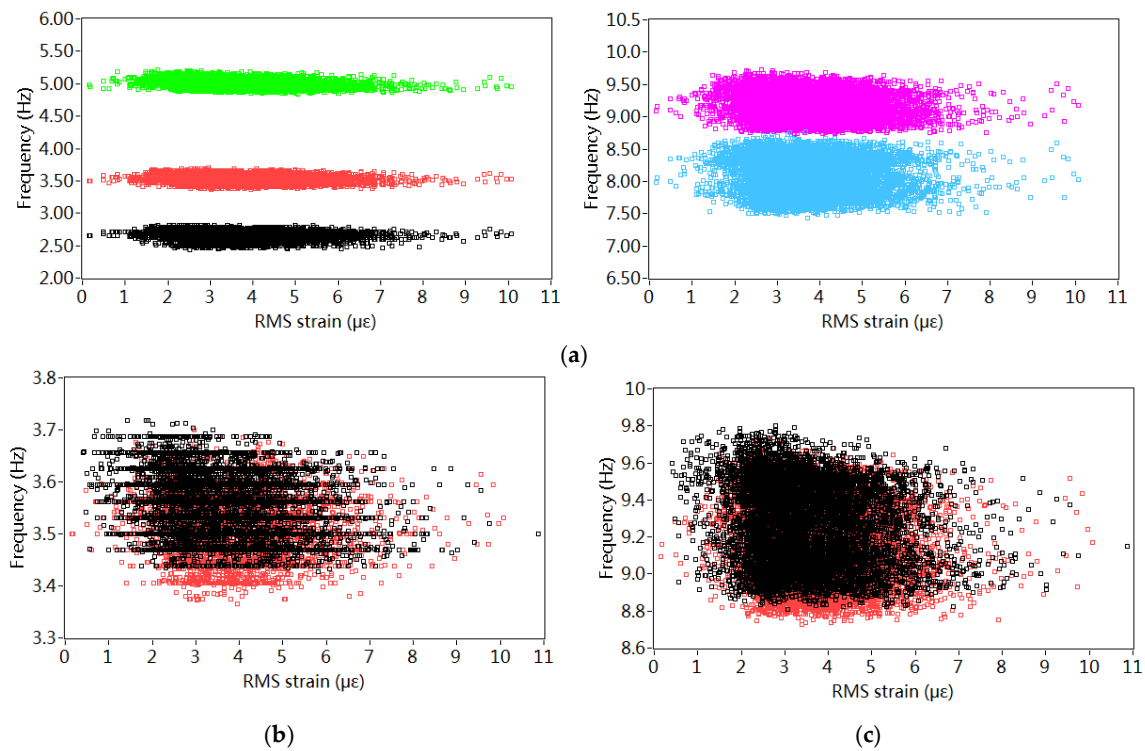 6.00
5.50
5.00
4.50
4.00
3.50
3.00
2.50
2.00
Frequency (Hz)
0 1 2 3 4 5 6 7 8 9 10 11
RMS strain (με)
10.5
10.0
9.50
9.00
8.50
8.00
7.50
7.00
6.50
Frequency (Hz)
0 1 2 3 4 5 6 7 8 9 10 11
RMS strain (με)
(a)
3.8
3.7
3.6
3.5
3.4
3.3
Frequency (Hz)
0 1 2 3 4 5 6 7 8 9 10 11
RMS strain (με)
10
9.8
9.6
9.4
9.2
9.0
8.8
8.6
Frequency (Hz)
0 1 2 3 4 5 6 7 8 9 10 11
RMS strain (με)
(b)
(c)